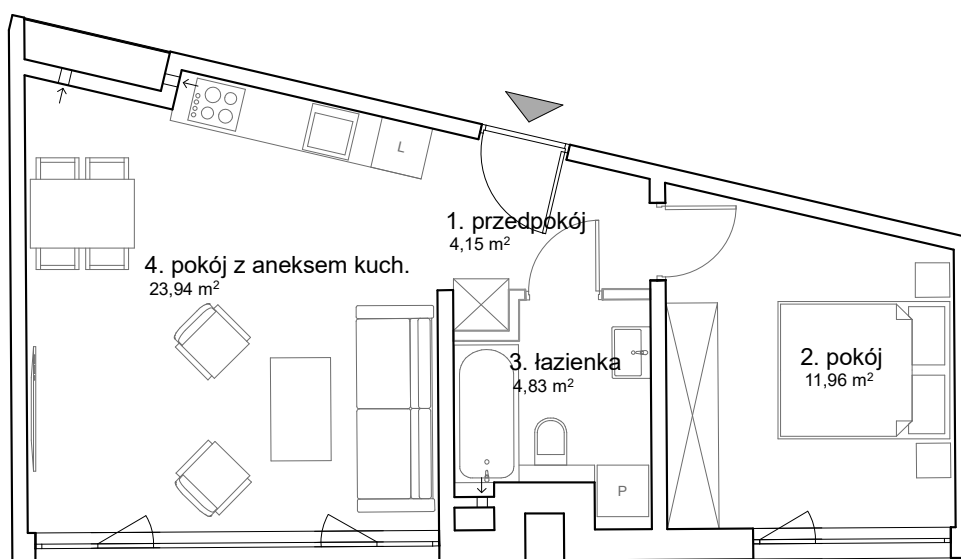 1. przedpokój
4,15 m²
4. pokój z aneksem kuch.
23,94 m²
3. łazienka
4,83 m²
2. pokój
11,96 m²
L
P